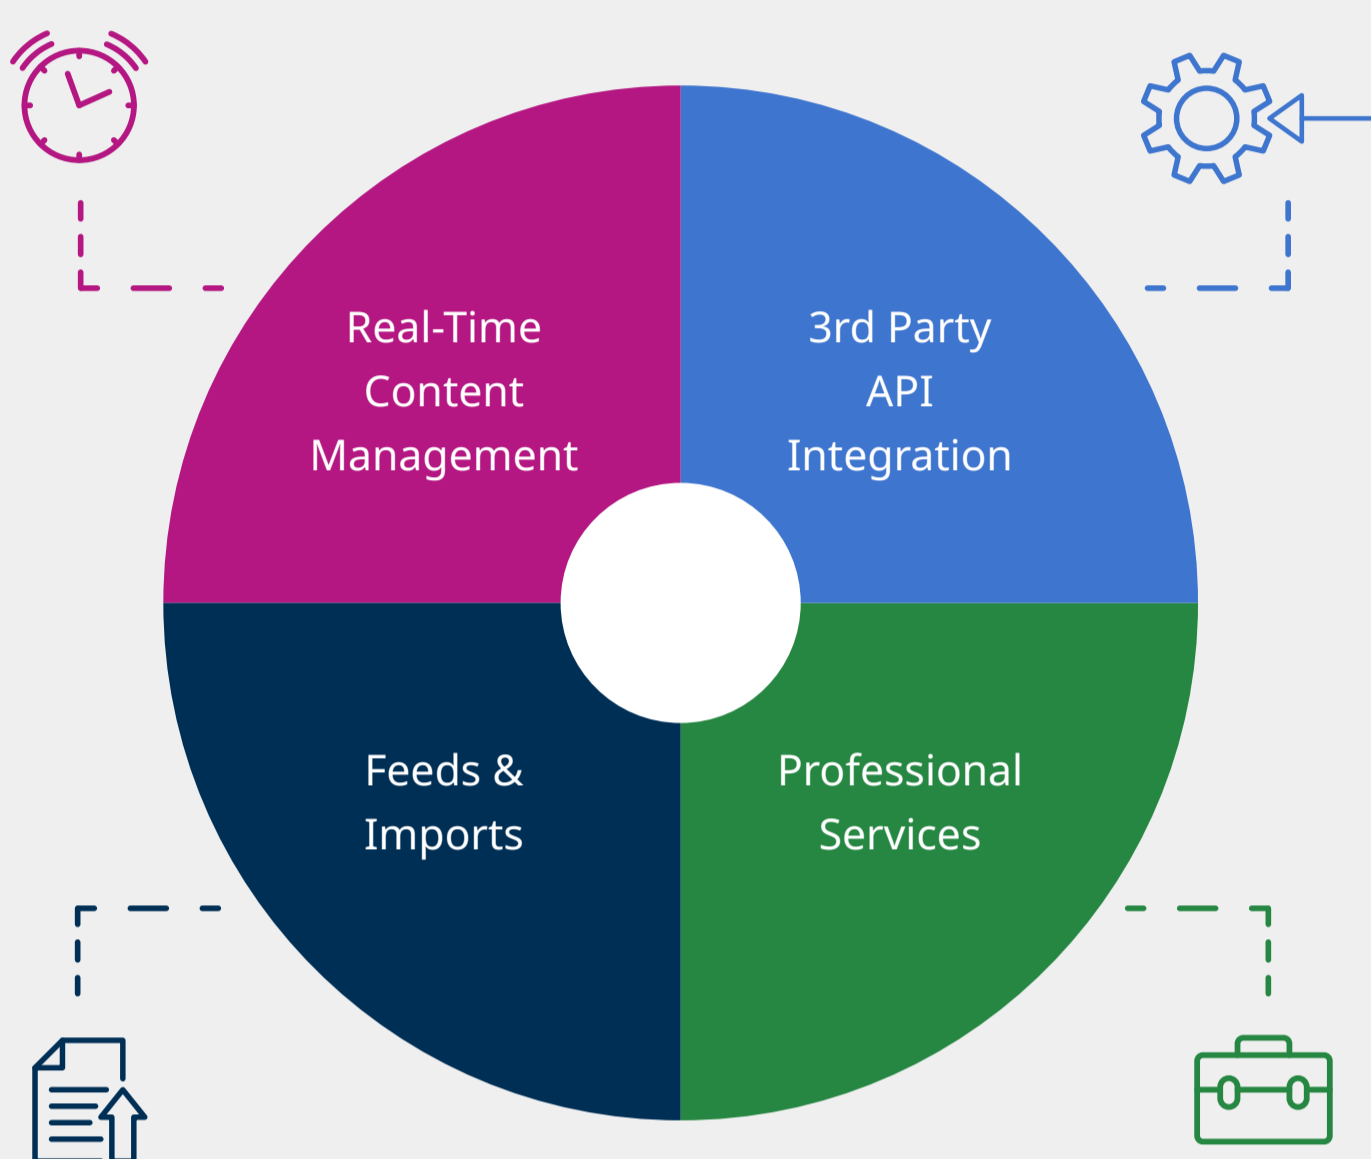 Real-Time
Content
Management
3rd Party
API
Integration
Feeds &
Imports
Professional
Services